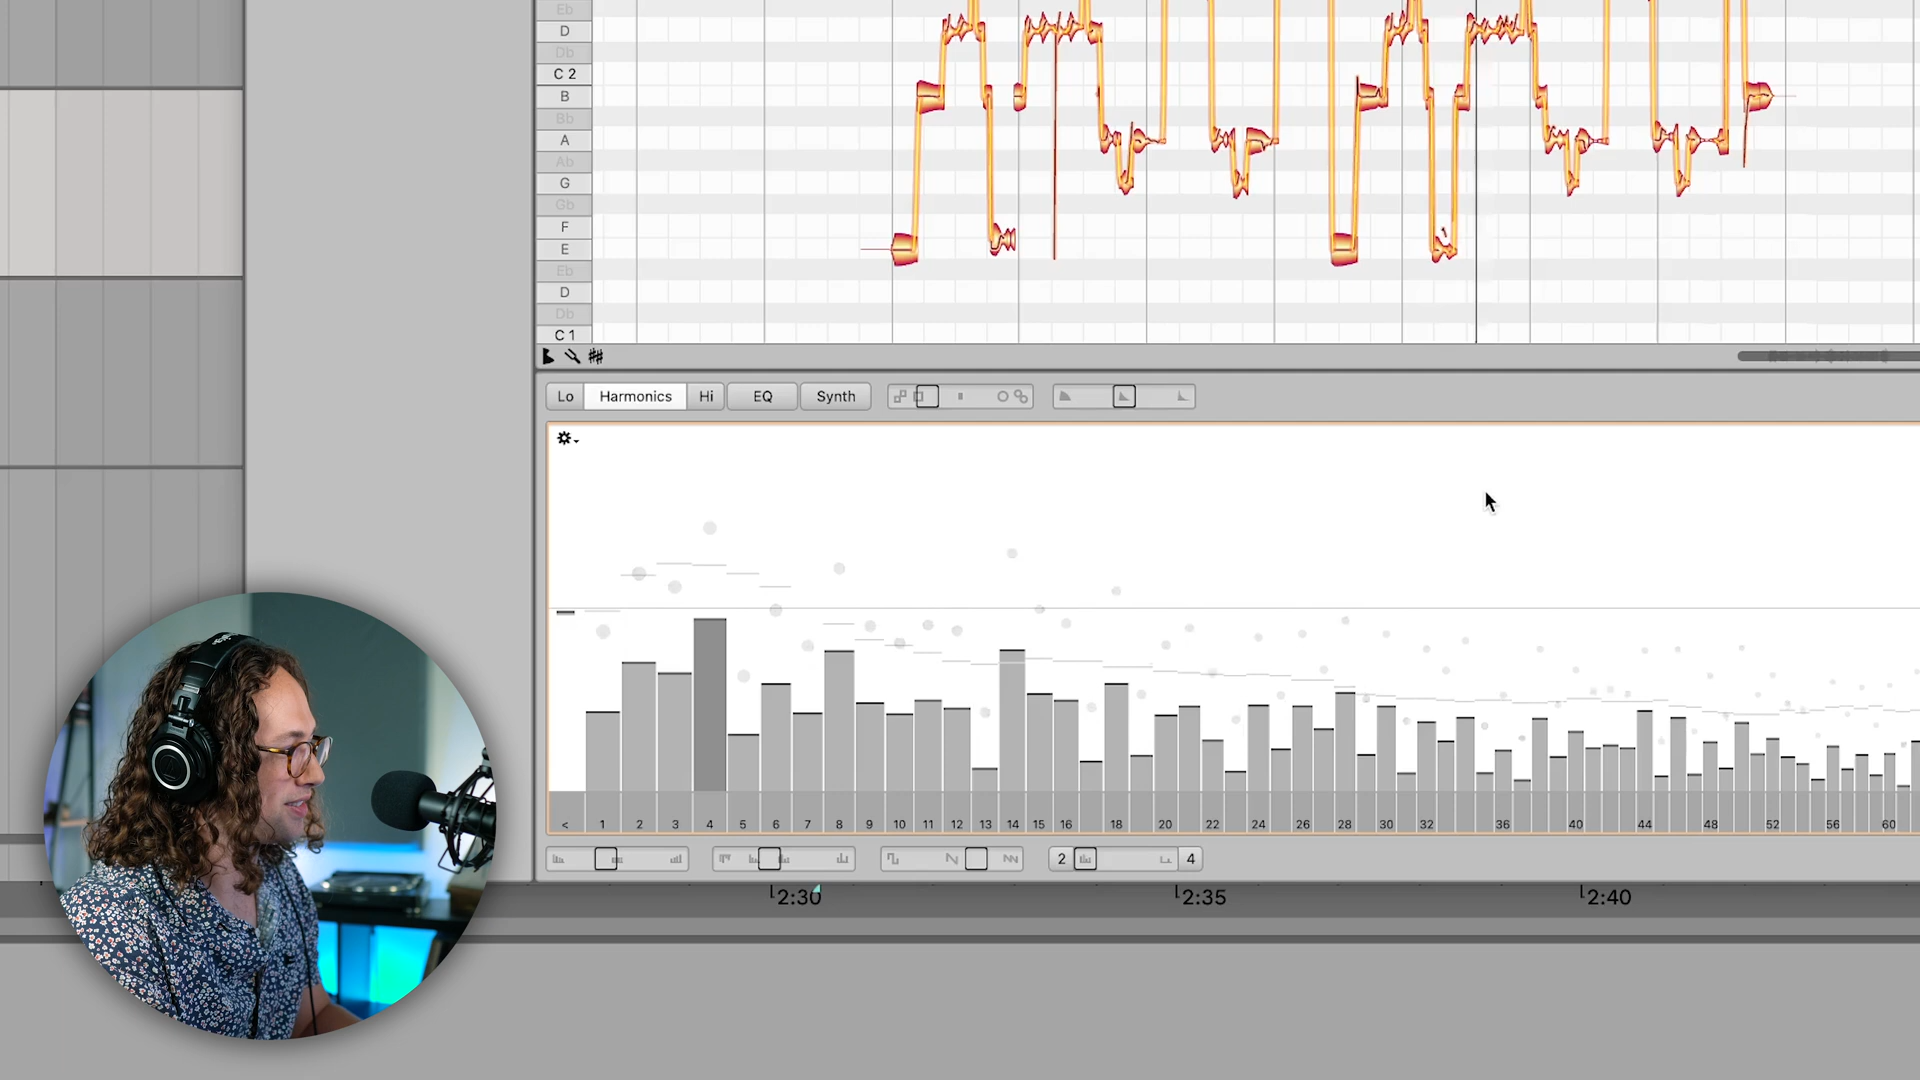 Eb
D
Db
C 2
B
Bb
A
Ab
G
Gb
F
E
Eb
D
Db
C 1
Lo Harmonics Hi EQ Synth
< 1 2 3 4 5 6 7 8 9 10 11 12 13 14 15 16 18 20 22 24 26 28 30 32 36 40 44 48 52 56 60
2 4
2:30 2:35 2:40